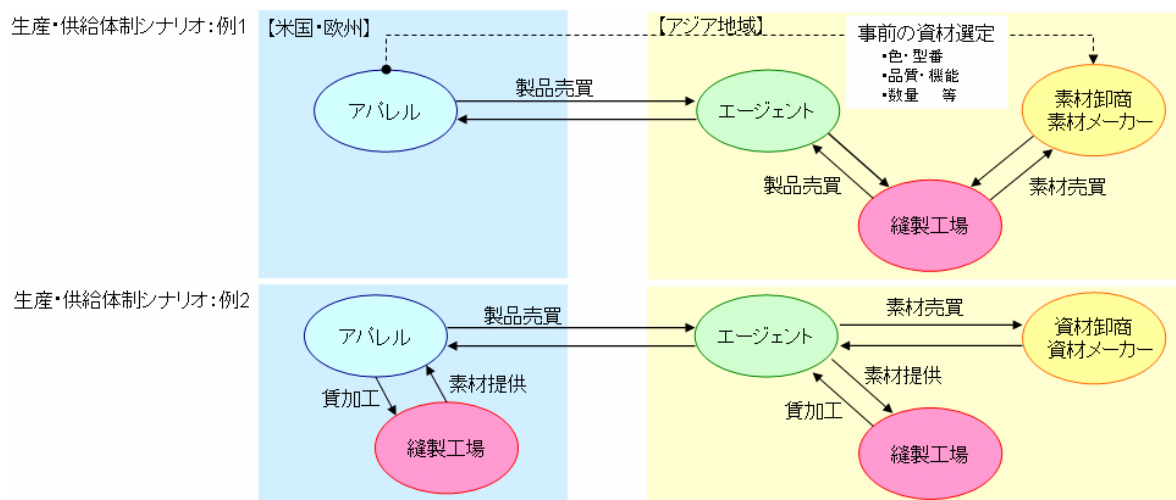 生産・供給体制シナリオ:例1
【米国・欧州】
【アジア地域】
事前の資材選定
・色・型番
・品質・機能
・数量 等
アパレル
製品売買
エージェント
素材卸商
素材メーカー
製品売買
素材売買
縫製工場
生産・供給体制シナリオ:例2
アパレル
製品売買
エージェント
素材売買
資材卸商
資材メーカー
賃加工
素材提供
縫製工場
素材提供
賃加工
縫製工場